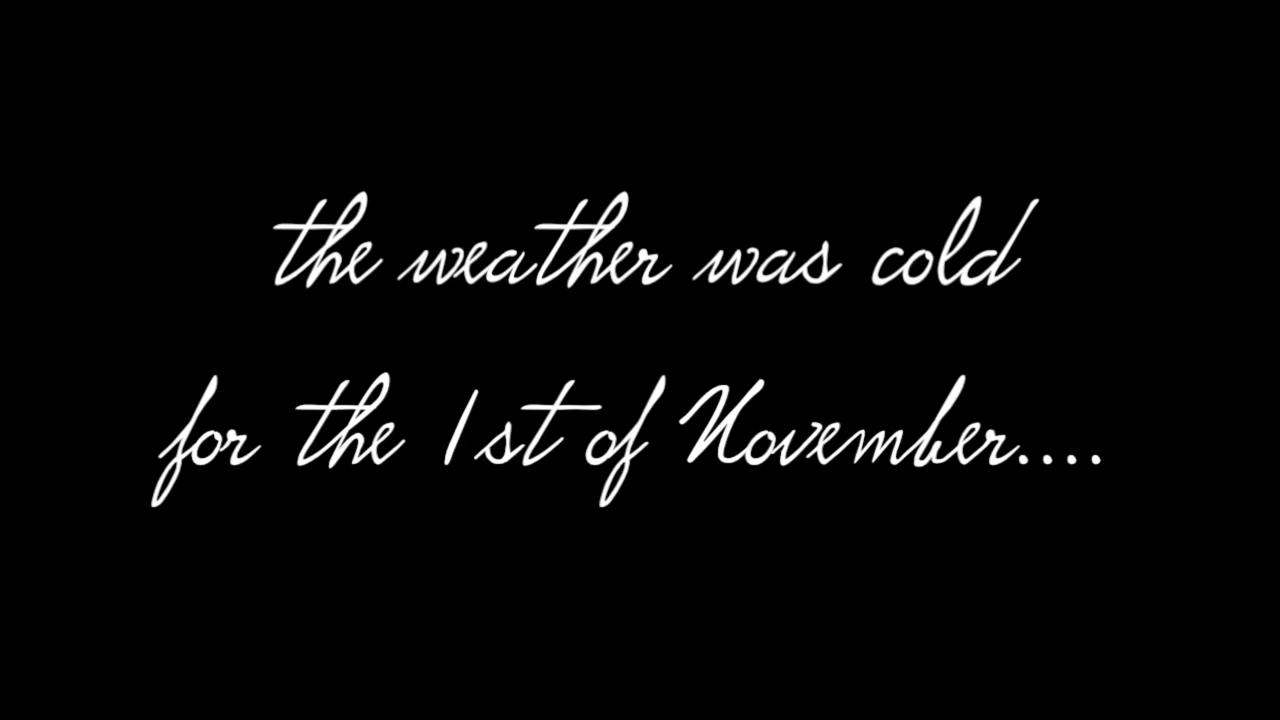 the weather was cold
for the 1st of November....